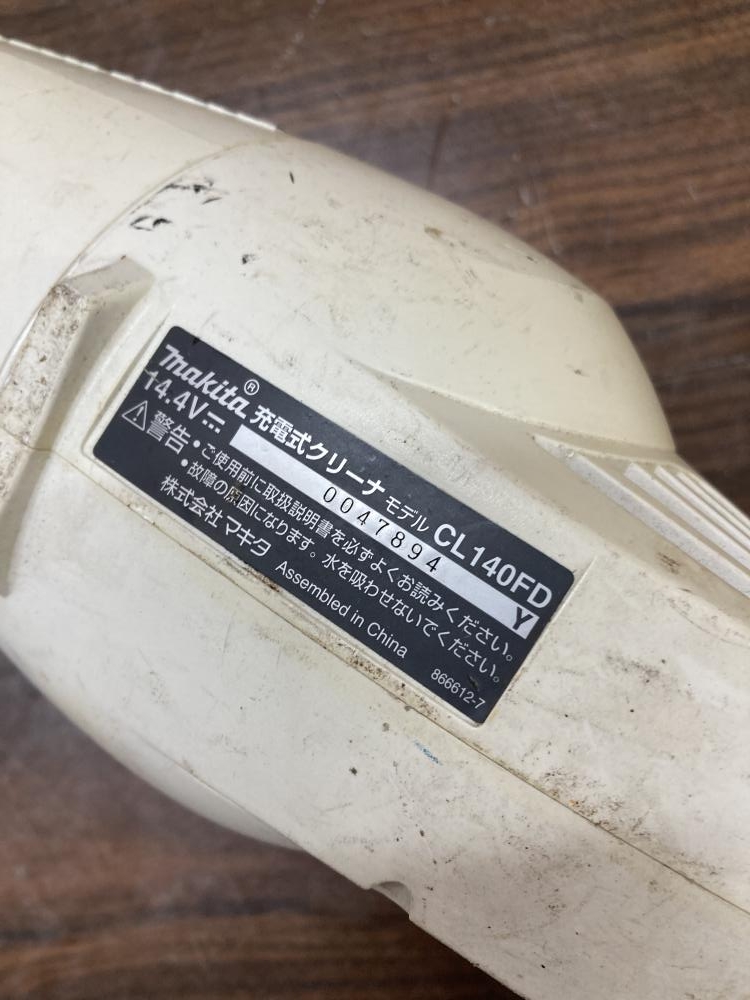 makita® 充電式クリーナ モデル CL140FD
14.4V⎓ 0047894 Y
⚠警告 • ご使用前に取扱説明書を必ずよくお読みください。
• 故障の原因になります。水を吸わせないでください。
株式会社マキタ Assembled in China 866612-7